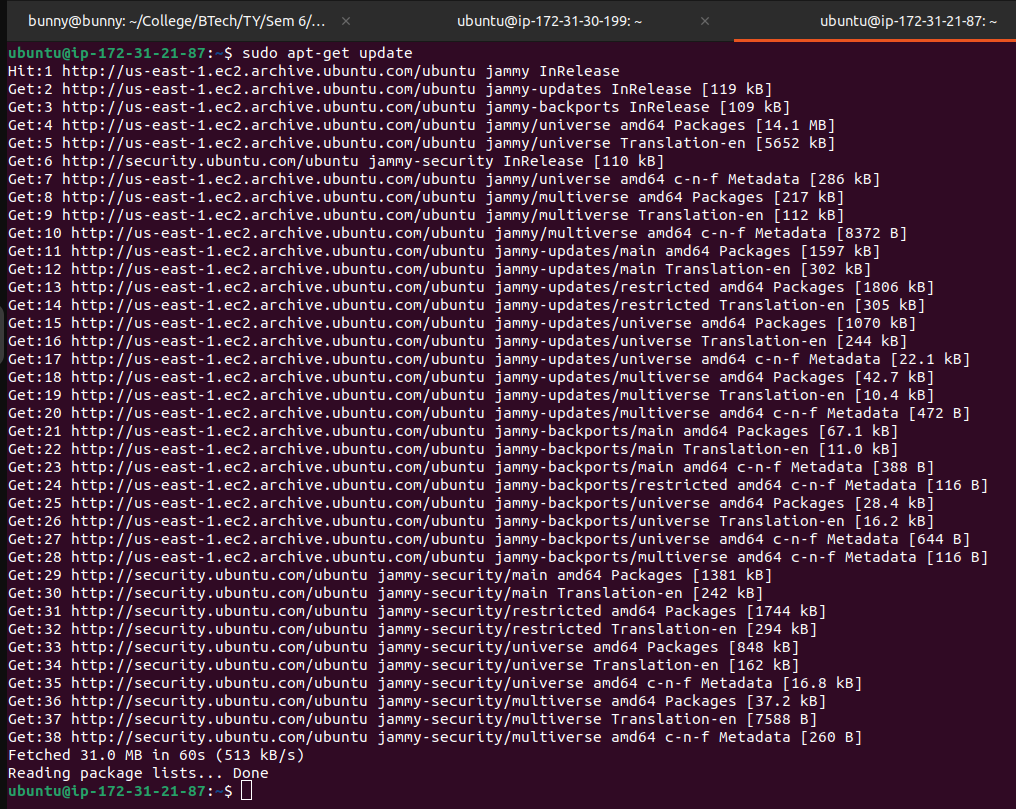 bunny@bunny: ~/College/BTech/TY/Sem 6/... × ubuntu@ip-172-31-30-199: ~ × ubuntu@ip-172-31-21-87: ~
ubuntu@ip-172-31-21-87:~$ sudo apt-get update
Hit:1 http://us-east-1.ec2.archive.ubuntu.com/ubuntu jammy InRelease
Get:2 http://us-east-1.ec2.archive.ubuntu.com/ubuntu jammy-updates InRelease [119 kB]
Get:3 http://us-east-1.ec2.archive.ubuntu.com/ubuntu jammy-backports InRelease [109 kB]
Get:4 http://us-east-1.ec2.archive.ubuntu.com/ubuntu jammy/universe amd64 Packages [14.1 MB]
Get:5 http://us-east-1.ec2.archive.ubuntu.com/ubuntu jammy/universe Translation-en [5652 kB]
Get:6 http://security.ubuntu.com/ubuntu jammy-security InRelease [110 kB]
Get:7 http://us-east-1.ec2.archive.ubuntu.com/ubuntu jammy/universe amd64 c-n-f Metadata [286 kB]
Get:8 http://us-east-1.ec2.archive.ubuntu.com/ubuntu jammy/multiverse amd64 Packages [217 kB]
Get:9 http://us-east-1.ec2.archive.ubuntu.com/ubuntu jammy/multiverse Translation-en [112 kB]
Get:10 http://us-east-1.ec2.archive.ubuntu.com/ubuntu jammy/multiverse amd64 c-n-f Metadata [8372 B]
Get:11 http://us-east-1.ec2.archive.ubuntu.com/ubuntu jammy-updates/main amd64 Packages [1597 kB]
Get:12 http://us-east-1.ec2.archive.ubuntu.com/ubuntu jammy-updates/main Translation-en [302 kB]
Get:13 http://us-east-1.ec2.archive.ubuntu.com/ubuntu jammy-updates/restricted amd64 Packages [1806 kB]
Get:14 http://us-east-1.ec2.archive.ubuntu.com/ubuntu jammy-updates/restricted Translation-en [305 kB]
Get:15 http://us-east-1.ec2.archive.ubuntu.com/ubuntu jammy-updates/universe amd64 Packages [1070 kB]
Get:16 http://us-east-1.ec2.archive.ubuntu.com/ubuntu jammy-updates/universe Translation-en [244 kB]
Get:17 http://us-east-1.ec2.archive.ubuntu.com/ubuntu jammy-updates/universe amd64 c-n-f Metadata [22.1 kB]
Get:18 http://us-east-1.ec2.archive.ubuntu.com/ubuntu jammy-updates/multiverse amd64 Packages [42.7 kB]
Get:19 http://us-east-1.ec2.archive.ubuntu.com/ubuntu jammy-updates/multiverse Translation-en [10.4 kB]
Get:20 http://us-east-1.ec2.archive.ubuntu.com/ubuntu jammy-updates/multiverse amd64 c-n-f Metadata [472 B]
Get:21 http://us-east-1.ec2.archive.ubuntu.com/ubuntu jammy-backports/main amd64 Packages [67.1 kB]
Get:22 http://us-east-1.ec2.archive.ubuntu.com/ubuntu jammy-backports/main Translation-en [11.0 kB]
Get:23 http://us-east-1.ec2.archive.ubuntu.com/ubuntu jammy-backports/main amd64 c-n-f Metadata [388 B]
Get:24 http://us-east-1.ec2.archive.ubuntu.com/ubuntu jammy-backports/restricted amd64 c-n-f Metadata [116 B]
Get:25 http://us-east-1.ec2.archive.ubuntu.com/ubuntu jammy-backports/universe amd64 Packages [28.4 kB]
Get:26 http://us-east-1.ec2.archive.ubuntu.com/ubuntu jammy-backports/universe Translation-en [16.2 kB]
Get:27 http://us-east-1.ec2.archive.ubuntu.com/ubuntu jammy-backports/universe amd64 c-n-f Metadata [644 B]
Get:28 http://us-east-1.ec2.archive.ubuntu.com/ubuntu jammy-backports/multiverse amd64 c-n-f Metadata [116 B]
Get:29 http://security.ubuntu.com/ubuntu jammy-security/main amd64 Packages [1381 kB]
Get:30 http://security.ubuntu.com/ubuntu jammy-security/main Translation-en [242 kB]
Get:31 http://security.ubuntu.com/ubuntu jammy-security/restricted amd64 Packages [1744 kB]
Get:32 http://security.ubuntu.com/ubuntu jammy-security/restricted Translation-en [294 kB]
Get:33 http://security.ubuntu.com/ubuntu jammy-security/universe amd64 Packages [848 kB]
Get:34 http://security.ubuntu.com/ubuntu jammy-security/universe Translation-en [162 kB]
Get:35 http://security.ubuntu.com/ubuntu jammy-security/universe amd64 c-n-f Metadata [16.8 kB]
Get:36 http://security.ubuntu.com/ubuntu jammy-security/multiverse amd64 Packages [37.2 kB]
Get:37 http://security.ubuntu.com/ubuntu jammy-security/multiverse Translation-en [7588 B]
Get:38 http://security.ubuntu.com/ubuntu jammy-security/multiverse amd64 c-n-f Metadata [260 B]
Fetched 31.0 MB in 60s (513 kB/s)
Reading package lists... Done
ubuntu@ip-172-31-21-87:~$